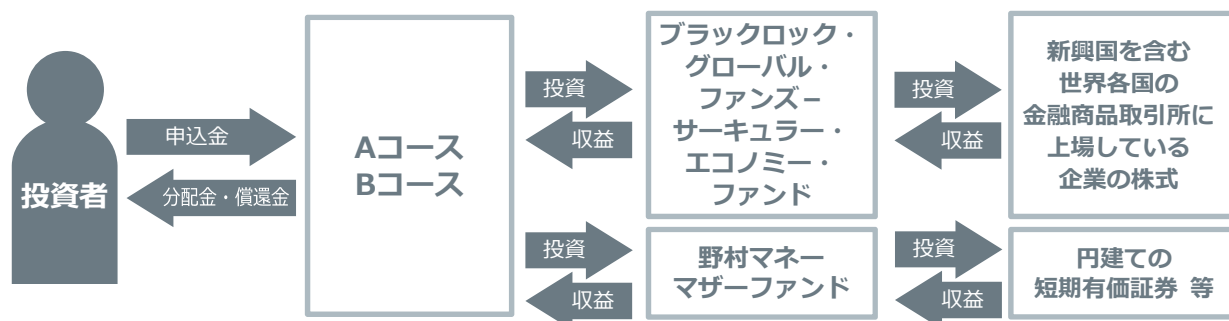 投資者
申込金
分配金・償還金
Aコース
Bコース
投資
収益
ブラックロック・
グローバル・
ファンズ－
サーキュラー・
エコノミー・
ファンド
投資
収益
新興国を含む
世界各国の
金融商品取引所に
上場している
企業の株式
投資
収益
野村マネー
マザーファンド
投資
収益
円建ての
短期有価証券 等